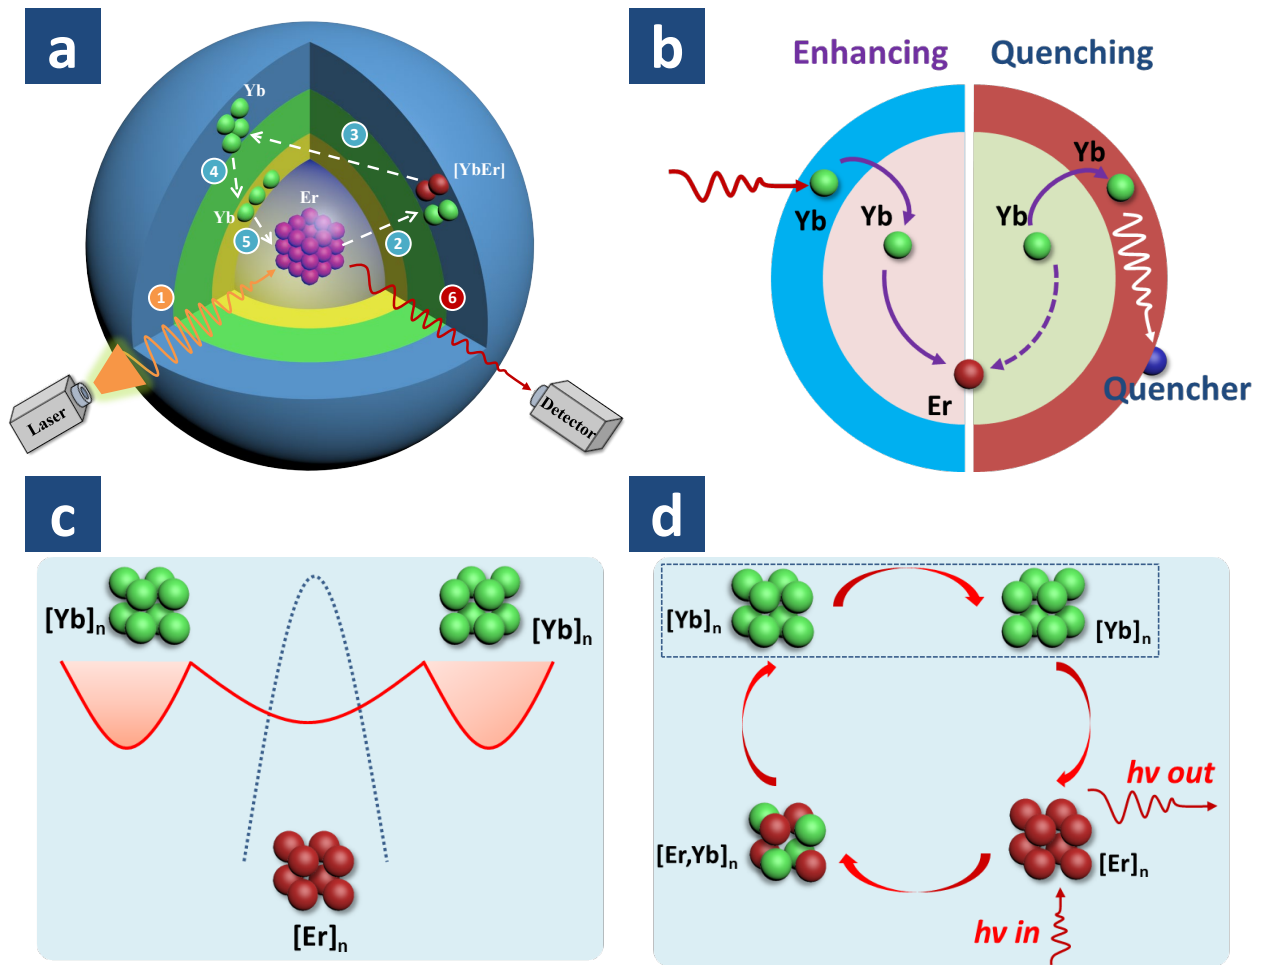 a
Yb
3
[YbEr]
4
Er
Yb
5
2
1
6
Laser
Detector
b
Enhancing Quenching
Yb
Yb
Yb
Yb
Er
Quencher
c
[Yb]n
[Yb]n
[Er]n
d
[Yb]n
[Yb]n
hv out
[Er,Yb]n
[Er]n
hv in